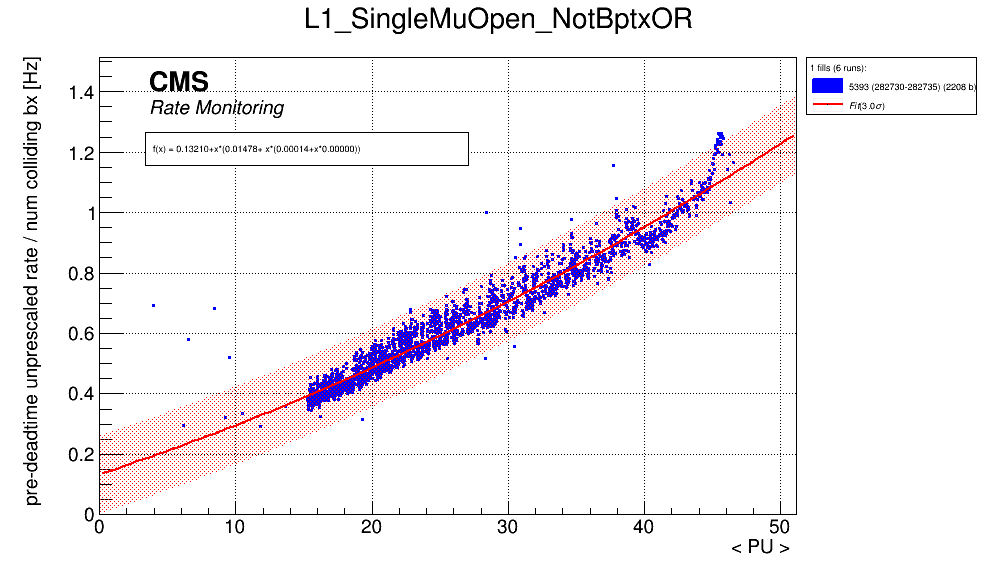 L1_SingleMuOpen_NotBptxOR
pre-deadtime unprescaled rate / num colliding bx [Hz]
CMS
Rate Monitoring
f(x) = 0.13210+x*(0.01478+ x*(0.00014+x*0.00000))
1 fills (6 runs):
5393 (282730-282735) (2208 b)
Fit(3.0σ)
1.4
1.2
1
0.8
0.6
0.4
0.2
0
0 10 20 30 40 50
< PU >